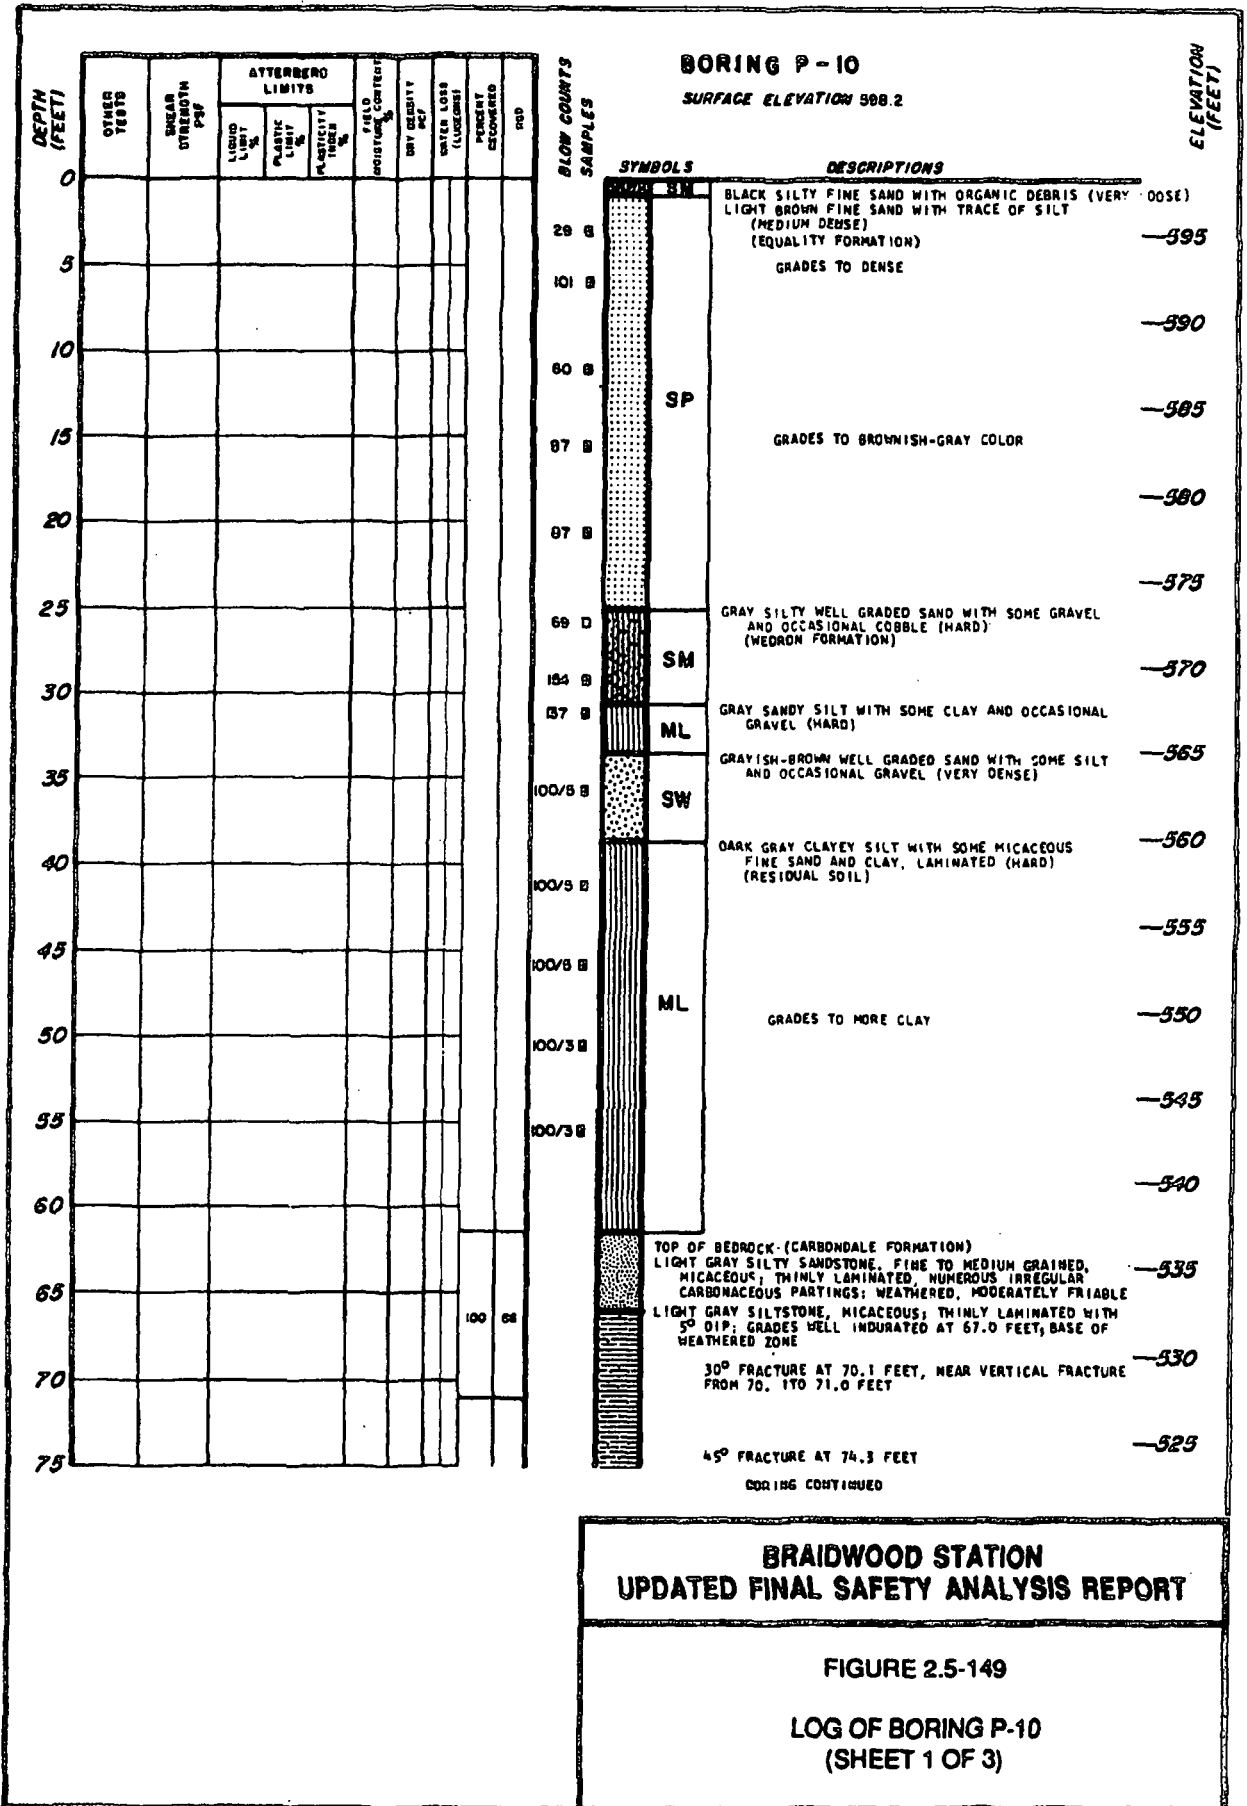 BORING P-10
SURFACE ELEVATION 598.2
DEPTH (FEET)
OTHER TESTS
SHEAR STRENGTH PSF
ATTERBERG LIMITS
LIQUID LIMIT %
PLASTIC LIMIT %
PLASTICITY INDEX %
FIELD MOISTURE CONTENT %
DRY DENSITY PCF
WATER LOSS (LUGEONS)
PERCENT RECOVERED
RQD
BLOW COUNTS
SAMPLES
SYMBOLS
DESCRIPTIONS
ELEVATION (FEET)
0
5
10
15
20
25
30
35
40
45
50
55
60
65
70
75
29
101
60
69
100/3
100/3
100
SM
SP
SM
ML
SW
ML
BLACK SILTY FINE SAND WITH ORGANIC DEBRIS (VERY OOSE)
LIGHT BROWN FINE SAND WITH TRACE OF SILT
(MEDIUM DENSE)
(EQUALITY FORMATION)
GRADES TO DENSE
GRADES TO BROWNISH-GRAY COLOR
GRAY SILTY WELL GRADED SAND WITH SOME GRAVEL
AND OCCASIONAL COBBLE (HARD)
(WEDRON FORMATION)
GRAY SANDY SILT WITH SOME CLAY AND OCCASIONAL
GRAVEL (HARD)
GRAYISH-BROWN WELL GRADED SAND WITH SOME SILT
AND OCCASIONAL GRAVEL (VERY DENSE)
DARK GRAY CLAYEY SILT WITH SOME MICACEOUS
FINE SAND AND CLAY, LAMINATED (HARD)
(RESIDUAL SOIL)
GRADES TO MORE CLAY
TOP OF BEDROCK (CARBONDALE FORMATION)
LIGHT GRAY SILTY SANDSTONE, FINE TO MEDIUM GRAINED,
MICACEOUS; THINLY LAMINATED, NUMEROUS IRREGULAR
CARBONACEOUS PARTINGS; WEATHERED, MODERATELY FRIABLE
LIGHT GRAY SILTSTONE, MICACEOUS; THINLY LAMINATED WITH
5° DIP; GRADES WELL INDURATED AT 67.0 FEET, BASE OF
WEATHERED ZONE
30° FRACTURE AT 70.1 FEET, NEAR VERTICAL FRACTURE
FROM 70. 1TO 71.0 FEET
45° FRACTURE AT 74.3 FEET
BORING CONTINUED
595
590
585
580
575
570
565
560
555
550
545
540
535
530
525
BRAIDWOOD STATION
UPDATED FINAL SAFETY ANALYSIS REPORT
FIGURE 2.5-149
LOG OF BORING P-10
(SHEET 1 OF 3)